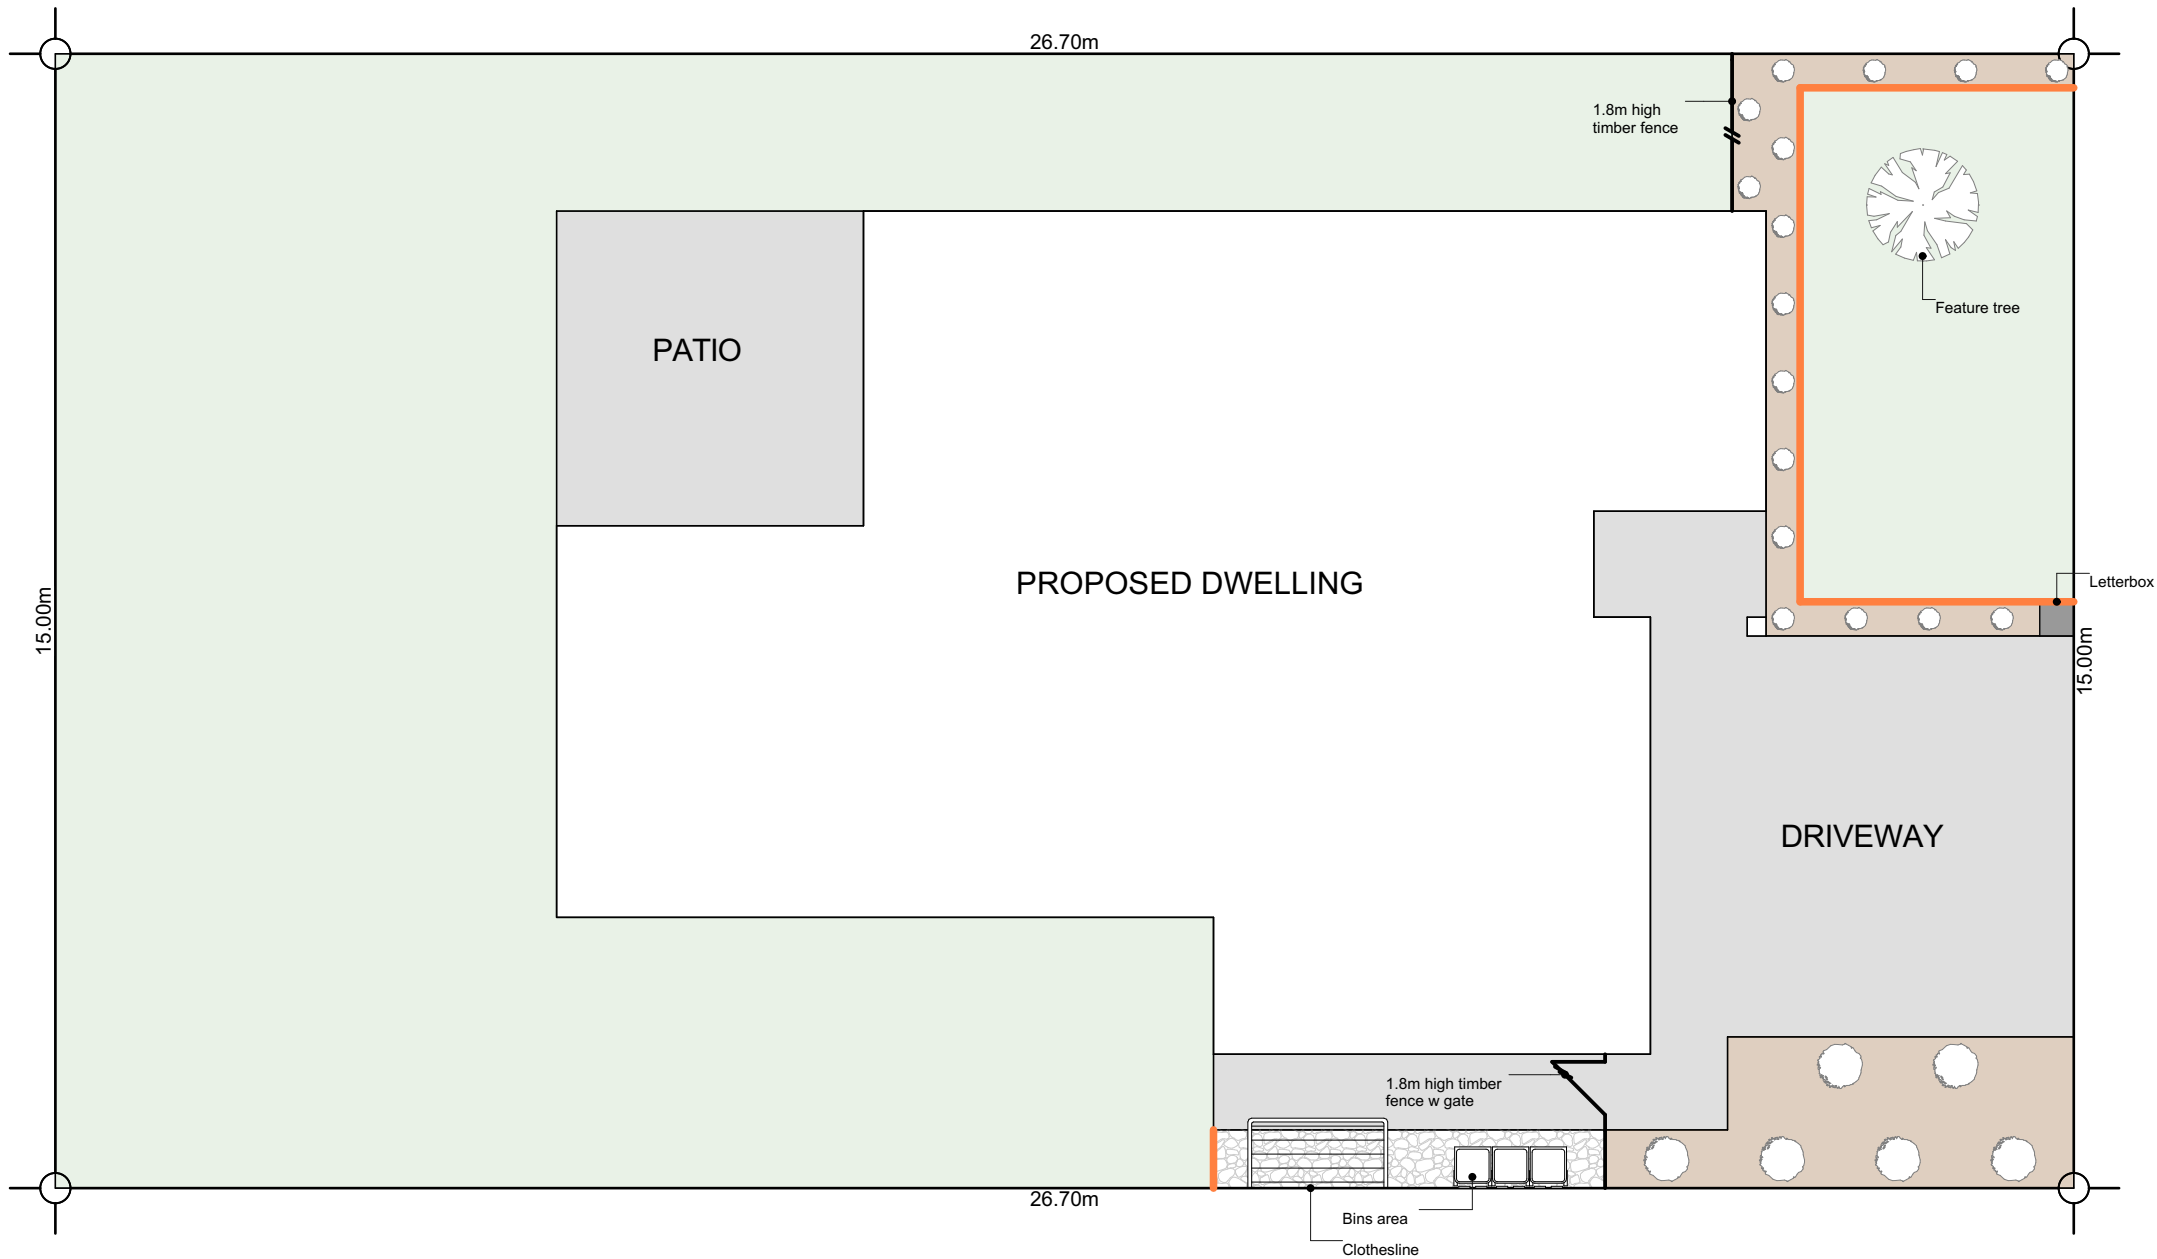 26.70m
1.8m high
timber fence
Feature tree
PATIO
PROPOSED DWELLING
Letterbox
15.00m
15.00m
DRIVEWAY
1.8m high timber
fence w gate
26.70m
Bins area
Clothesline